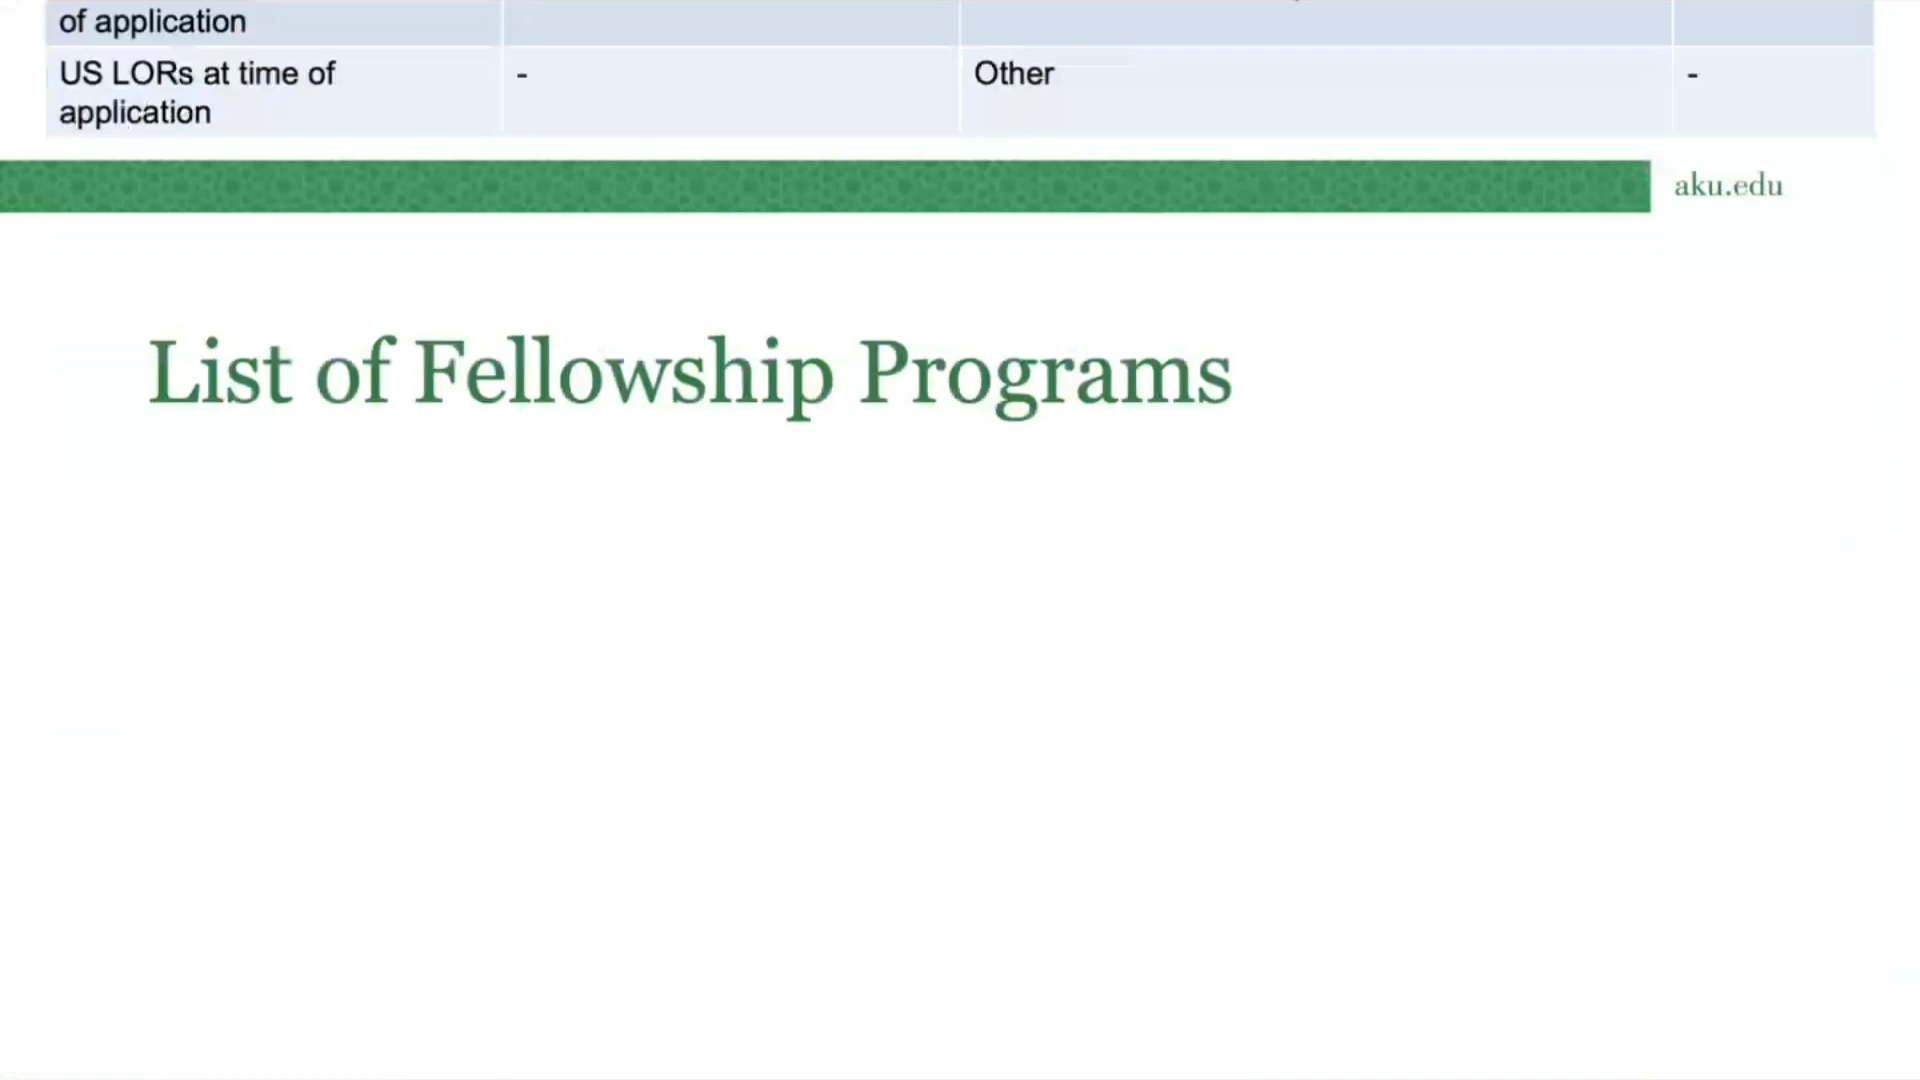 of application
US LORs at time of - Other -
application
aku.edu
List of Fellowship Programs